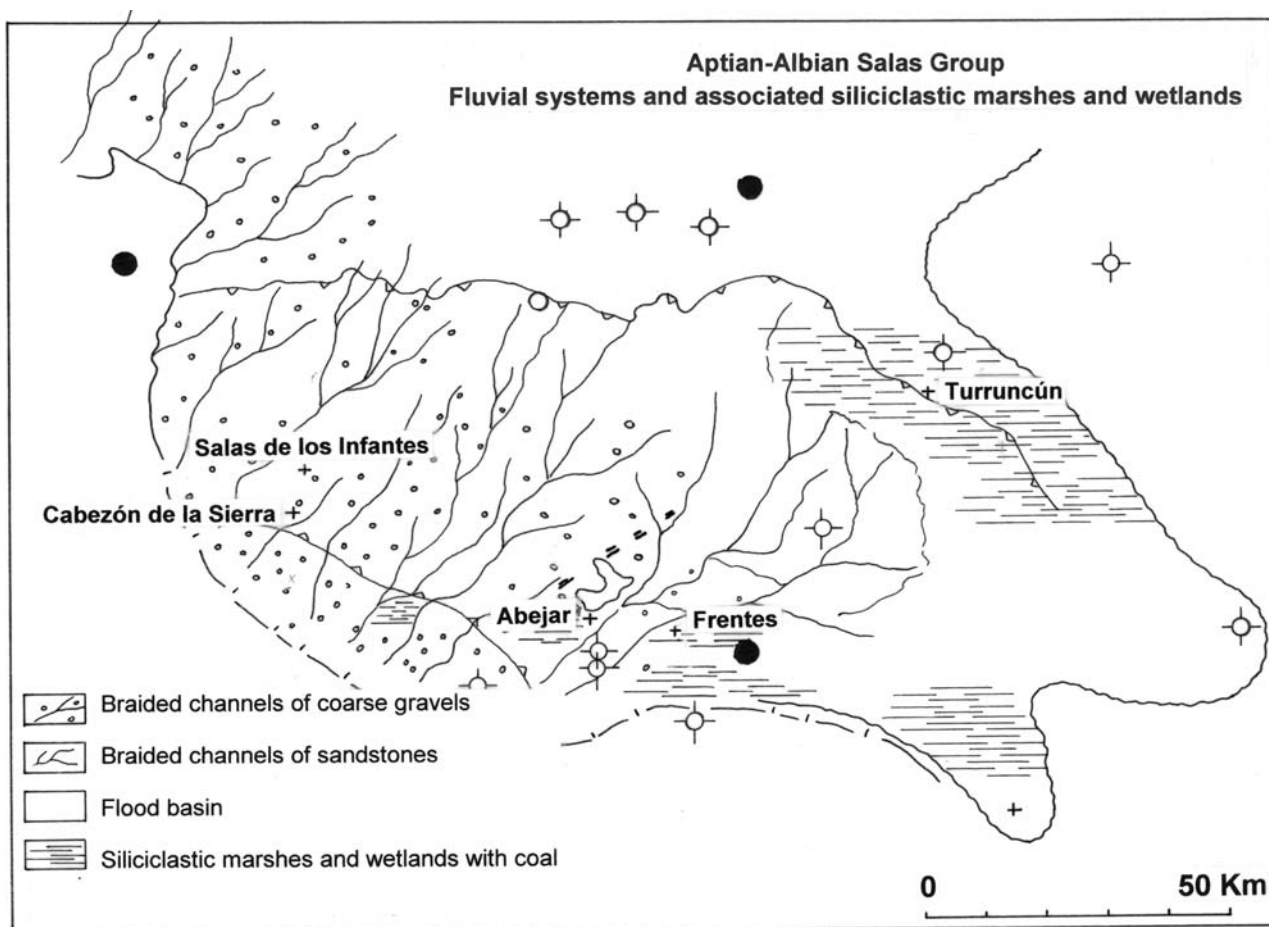 Aptian-Albian Salas Group
Fluvial systems and associated siliciclastic marshes and wetlands
Turruncún
Salas de los Infantes
Cabezón de la Sierra
Abejar
Frentes
Braided channels of coarse gravels
Braided channels of sandstones
Flood basin
Siliciclastic marshes and wetlands with coal
0 50 Km